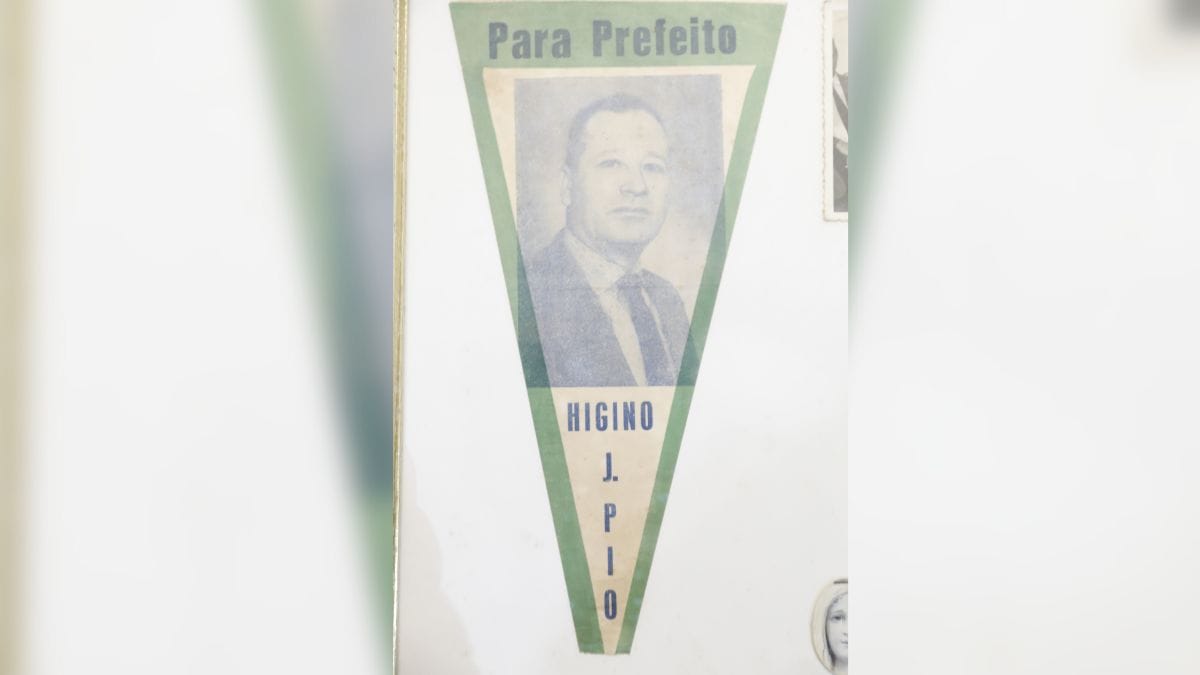 Para Prefeito
HIGINO
J.
P
I
O